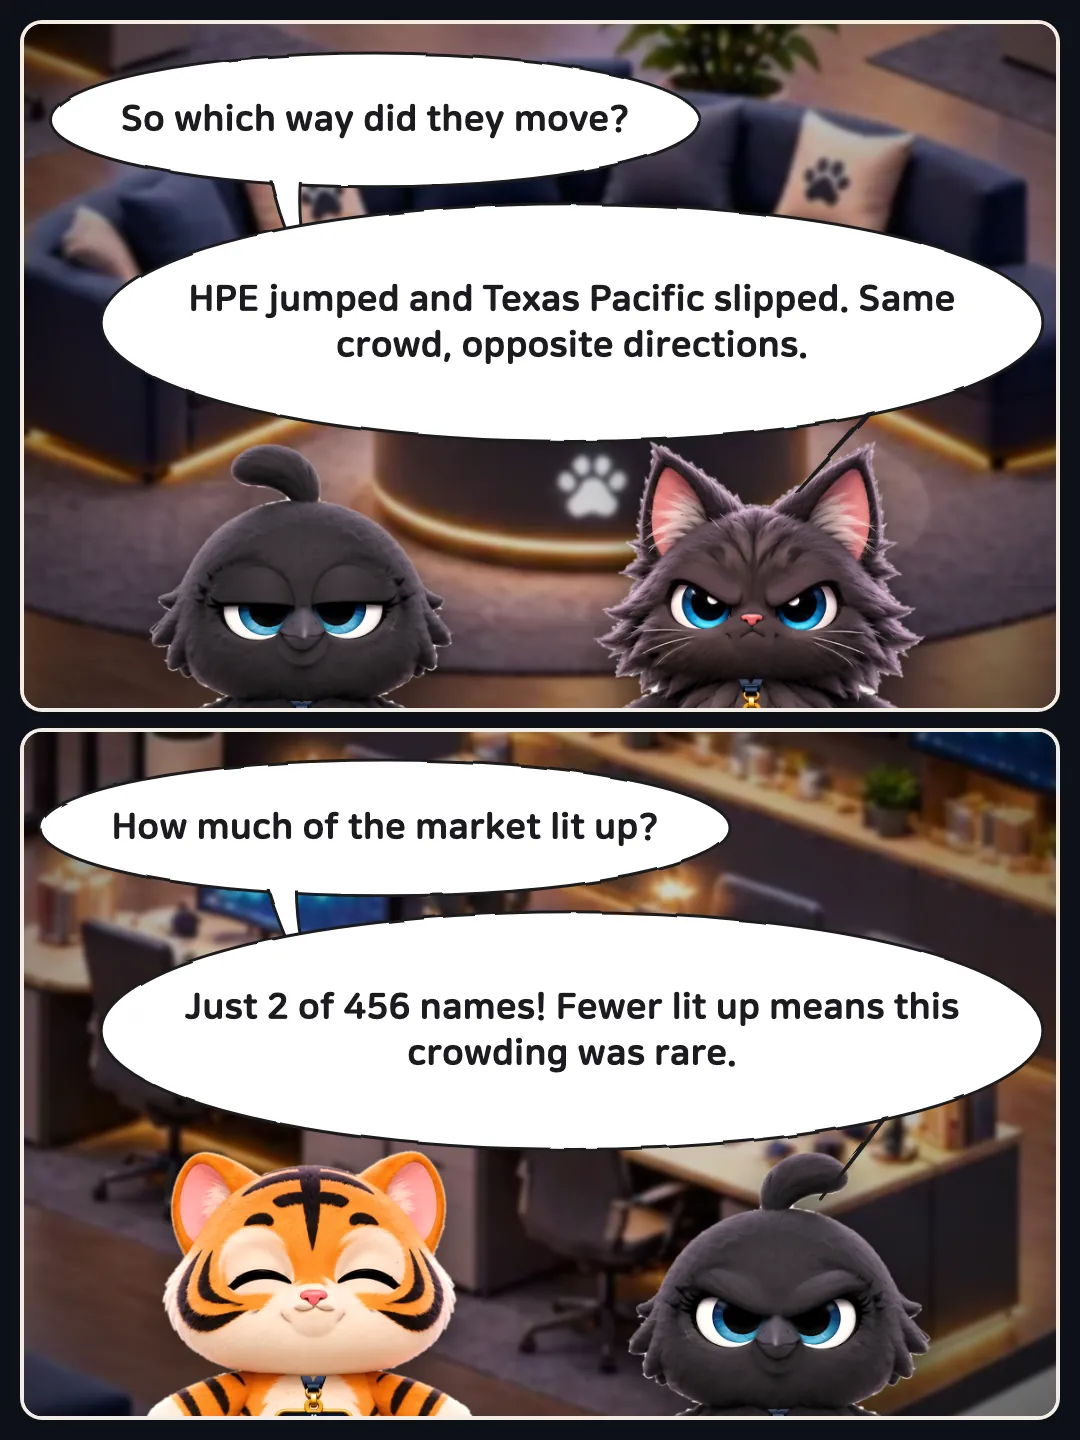 So which way did they move?
HPE jumped and Texas Pacific slipped. Same
crowd, opposite directions.
How much of the market lit up?
Just 2 of 456 names! Fewer lit up means this
crowding was rare.